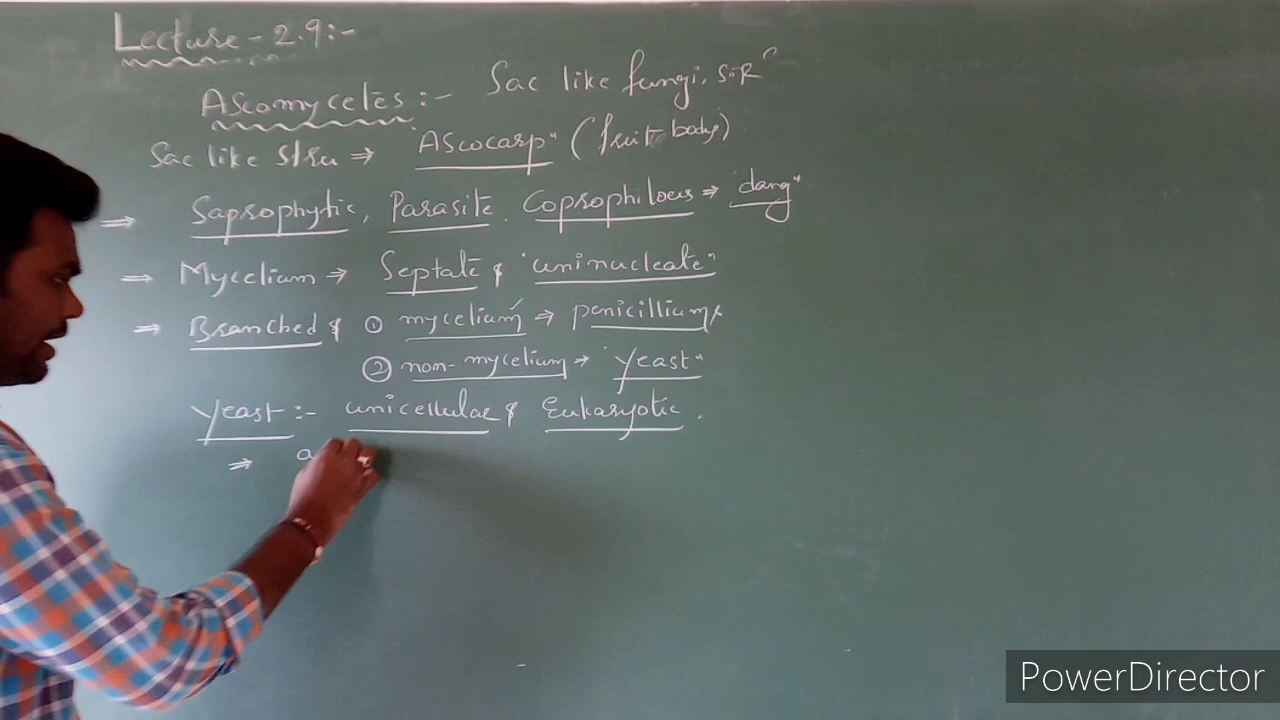 Lecture - 2.9:-
Ascomycetes :- Sac like fungi. S-R
Sac like stru ⇒ "Ascocarp" (fruit body)
⇒ Saprophytic, Parasite. Coprophilous ⇒ "dang"
⇒ Mycelium ⇒ Septate & "uninucleate"
⇒ Branched & ① mycelium ⇒ penicillium
② non-mycelium → "yeast"
Yeast :- unicellular & Eukaryotic.
⇒ a
PowerDirector